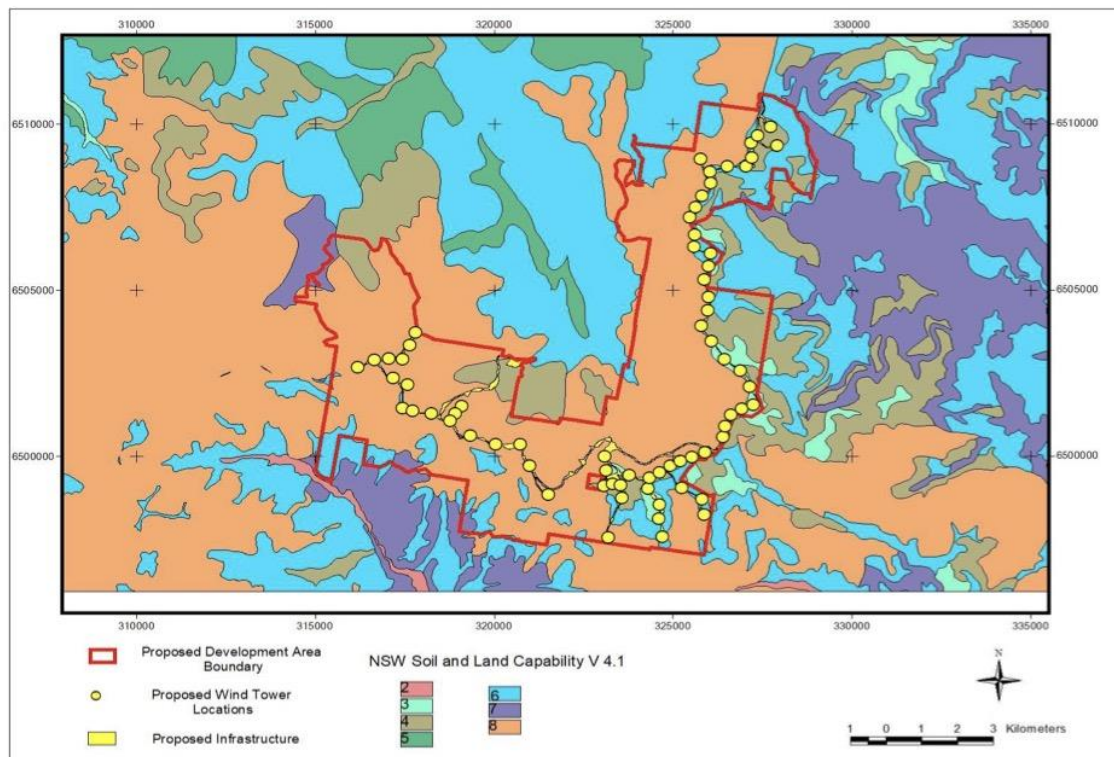 310000 315000 320000 325000 330000 335000
6510000 6510000
6505000 6505000
6500000 6500000
310000 315000 320000 325000 330000 335000
Proposed Development Area
Boundary
Proposed Wind Tower
Locations
Proposed Infrastructure
NSW Soil and Land Capability V 4.1
2
3
4
5
6
7
8
N
1 0 1 2 3 Kilometers